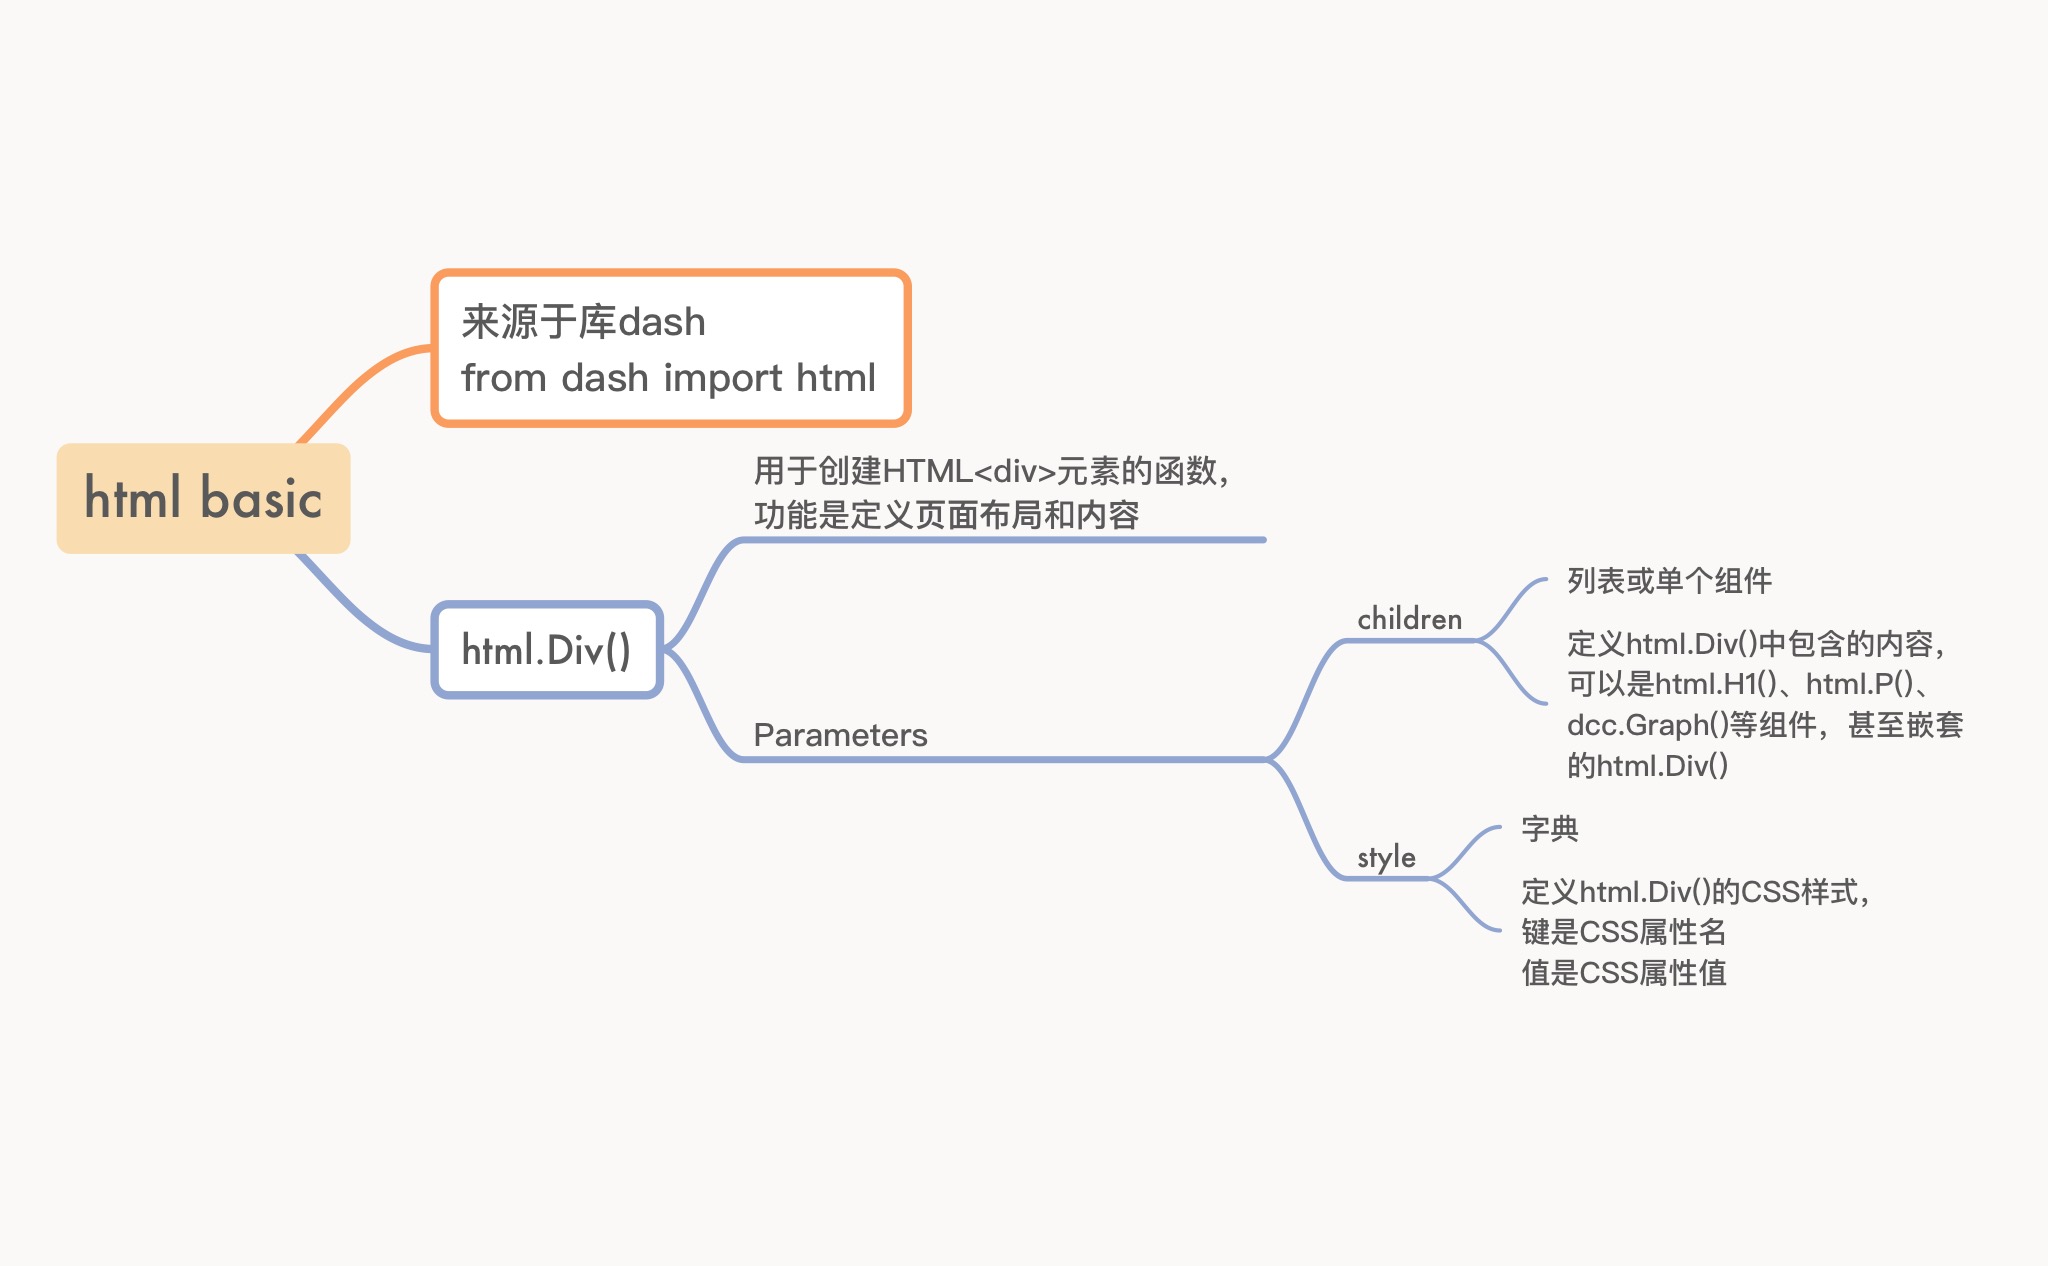 html basic
来源于库dash
from dash import html
html.Div()
用于创建HTML<div>元素的函数，
功能是定义页面布局和内容
Parameters
children
列表或单个组件
定义html.Div()中包含的内容，
可以是html.H1()、html.P()、
dcc.Graph()等组件，甚至嵌套
的html.Div()
style
字典
定义html.Div()的CSS样式，
键是CSS属性名
值是CSS属性值